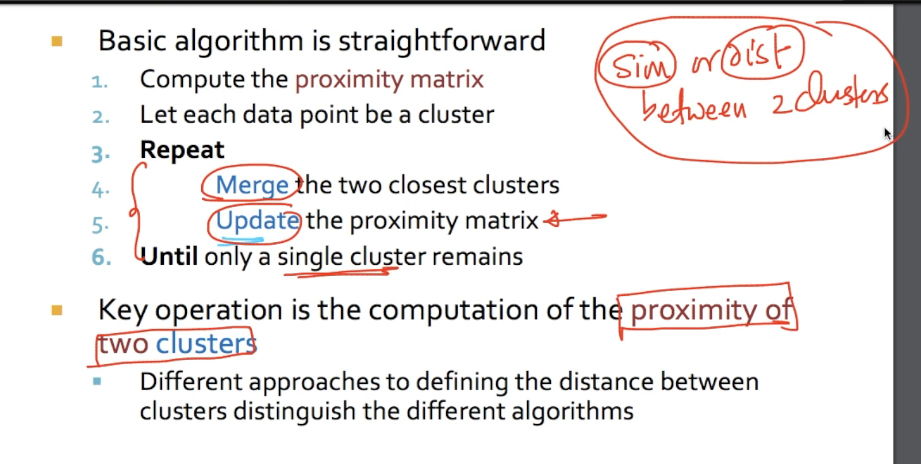 Basic algorithm is straightforward
1. Compute the proximity matrix
2. Let each data point be a cluster
3. Repeat
4. Merge the two closest clusters
5. Update the proximity matrix
6. Until only a single cluster remains
Sim or dist
between 2 clusters
Key operation is the computation of the proximity of
two clusters
Different approaches to defining the distance between
clusters distinguish the different algorithms